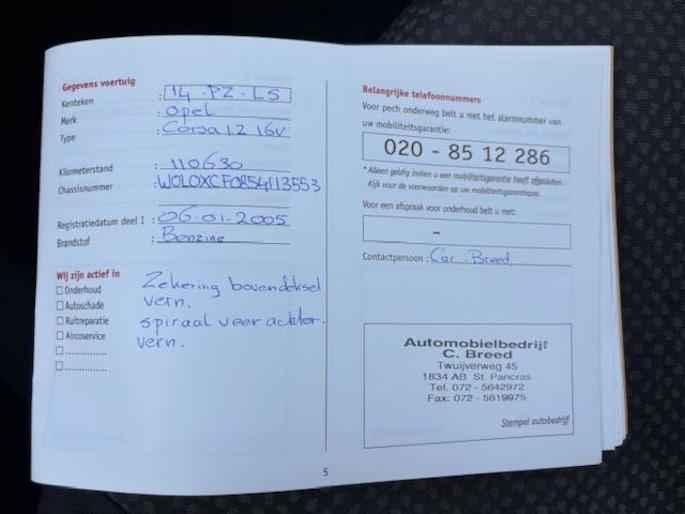 Gegevens voertuig
Kenteken : 14-PZ-LS
Merk : Opel
Type : Corsa 1.2 16V
Kilometerstand : 110630
Chassisnummer : W0L0XCF0854113553
Registratiedatum deel I : 06.01.2005
Brandstof : Benzine
Wij zijn actief in
Onderhoud
Autoschade
Ruitreparatie
Aircoservice
...............
...............
Zekering bovendeksel
vern.
spiraal veer achter.
vern.
5
Belangrijke telefoonnummers
Voor pech onderweg belt u met het alarmnummer van
uw mobiliteitsgarantie:
020 - 85 12 286
* Alleen geldig indien u een mobiliteitsgarantie heeft afgesloten.
Kijk voor de voorwaarden op uw mobiliteitsgarantiepas.
Voor een afspraak voor onderhoud belt u met:
-
Contactpersoon : Cor Breed
Automobielbedrijf
C. Breed
Twuijverweg 45
1834 AB St. Pancras
Tel. 072 - 5642972
Fax: 072 - 5619975
Stempel autobedrijf